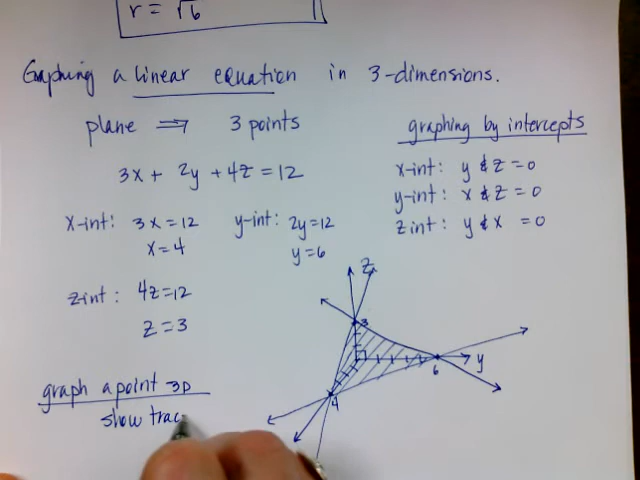 r = √6
Graphing a linear equation in 3-dimensions.
plane ⇒ 3 points
3x + 2y + 4z = 12
x-int: 3x = 12
x = 4
y-int: 2y = 12
y = 6
z int: 4z = 12
z = 3
graphing by intercepts
x-int: y & z = 0
y-int: x & z = 0
z int: y & x = 0
z
3
y
6
4
graph a point 3D
show trac